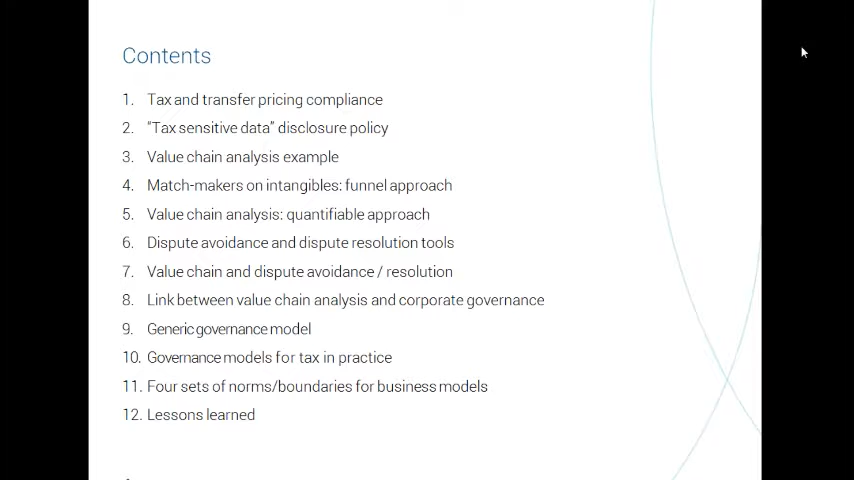 Contents
1. Tax and transfer pricing compliance
2. “Tax sensitive data” disclosure policy
3. Value chain analysis example
4. Match-makers on intangibles: funnel approach
5. Value chain analysis: quantifiable approach
6. Dispute avoidance and dispute resolution tools
7. Value chain and dispute avoidance / resolution
8. Link between value chain analysis and corporate governance
9. Generic governance model
10. Governance models for tax in practice
11. Four sets of norms/boundaries for business models
12. Lessons learned